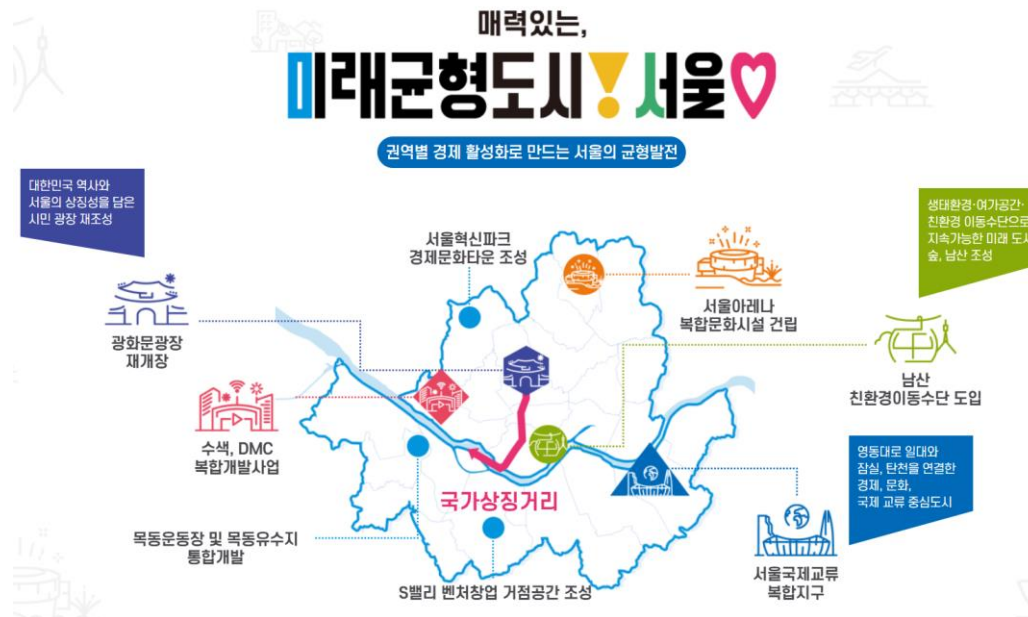 매력있는,
미래균형도시! 서울♡
권역별 경제 활성화로 만드는 서울의 균형발전
대한민국 역사와
서울의 상징성을 담은
시민 광장 재조성
광화문광장
재개장
서울혁신파크
경제문화타운 조성
서울아레나
복합문화시설 건립
생태환경·여가공간·
친환경 이동수단으로
지속가능한 미래 도시
숲, 남산 조성
남산
친환경이동수단 도입
수색, DMC
복합개발사업
국가상징거리
영동대로 일대와
잠실, 탄천을 연결한
경제, 문화,
국제 교류 중심도시
서울국제교류
복합지구
목동운동장 및 목동유수지
통합개발
S밸리 벤처창업 거점공간 조성